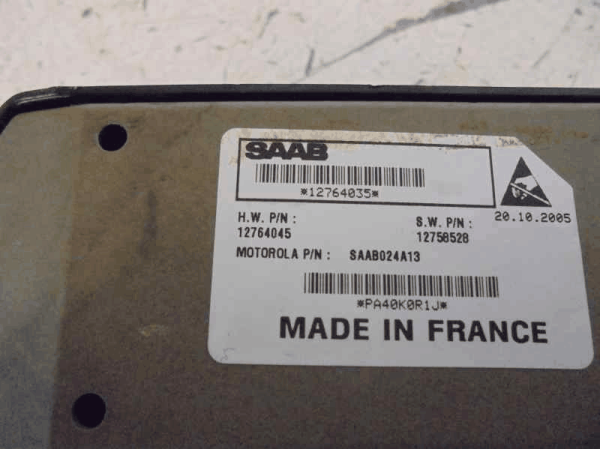 SAAB
*12764035*
20.10.2005
H.W. P/N : S.W. P/N :
12764045 12758528
MOTOROLA P/N : SAAB024A13
*PA40K0R1J*
MADE IN FRANCE